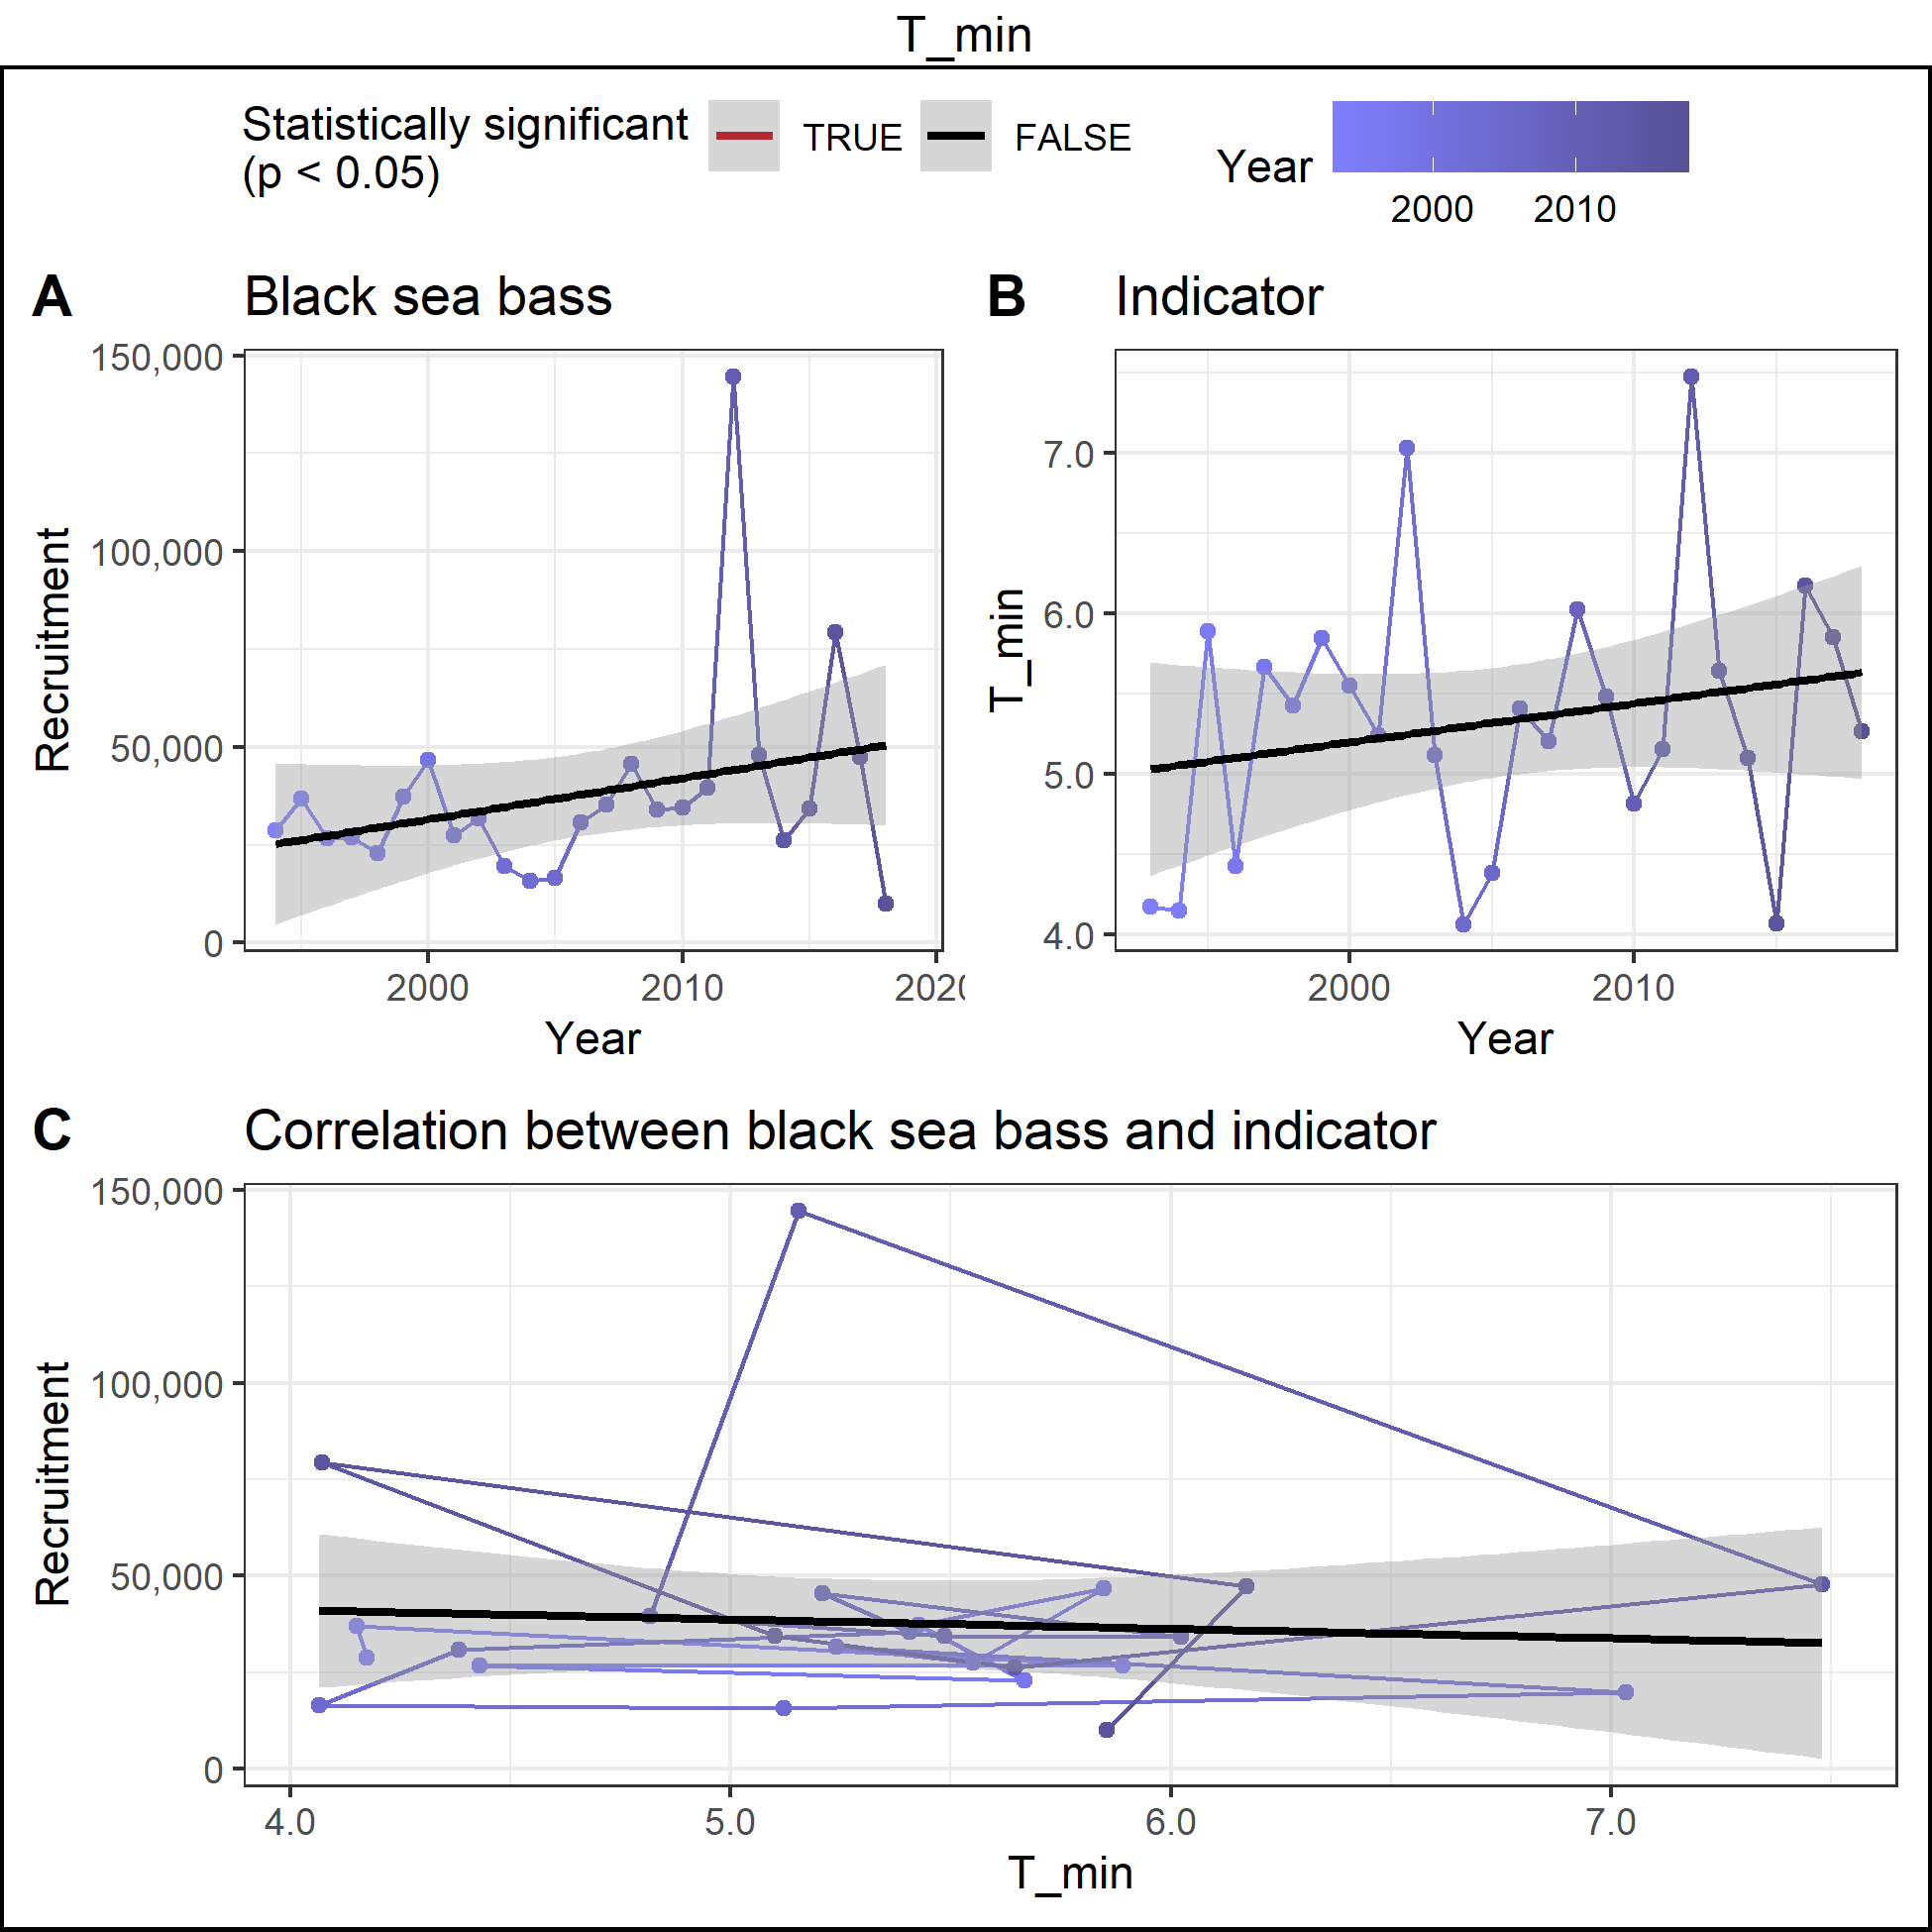 T_min
Statistically significant
(p < 0.05)
TRUE
FALSE
Year
2000
2010
A
Black sea bass
150,000
100,000
50,000
0
Recruitment
2000
2010
202
Year
B
Indicator
7.0
6.0
5.0
4.0
T_min
2000
2010
Year
C
Correlation between black sea bass and indicator
150,000
100,000
50,000
0
Recruitment
4.0
5.0
6.0
7.0
T_min